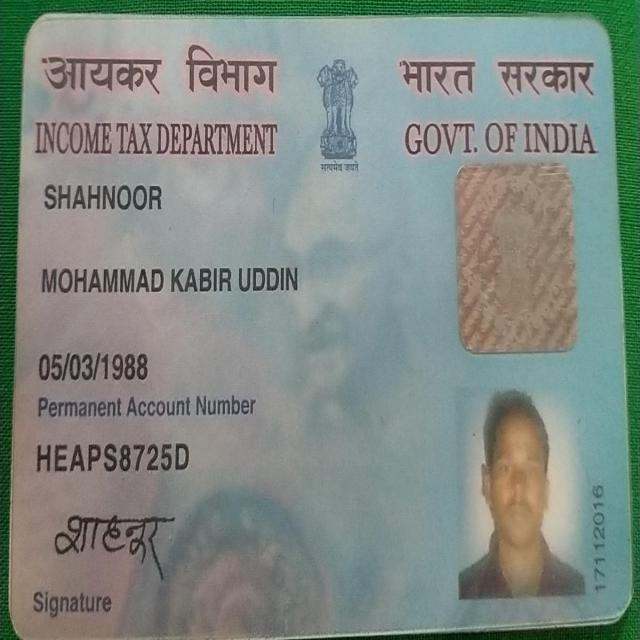 आयकर विभाग
भारत सरकार
INCOME TAX DEPARTMENT
GOVT. OF INDIA
सत्यमेव जयते
SHAHNOOR
MOHAMMAD KABIR UDDIN
05/03/1988
Permanent Account Number
HEAPS8725D
शाहनूर
Signature
17112016